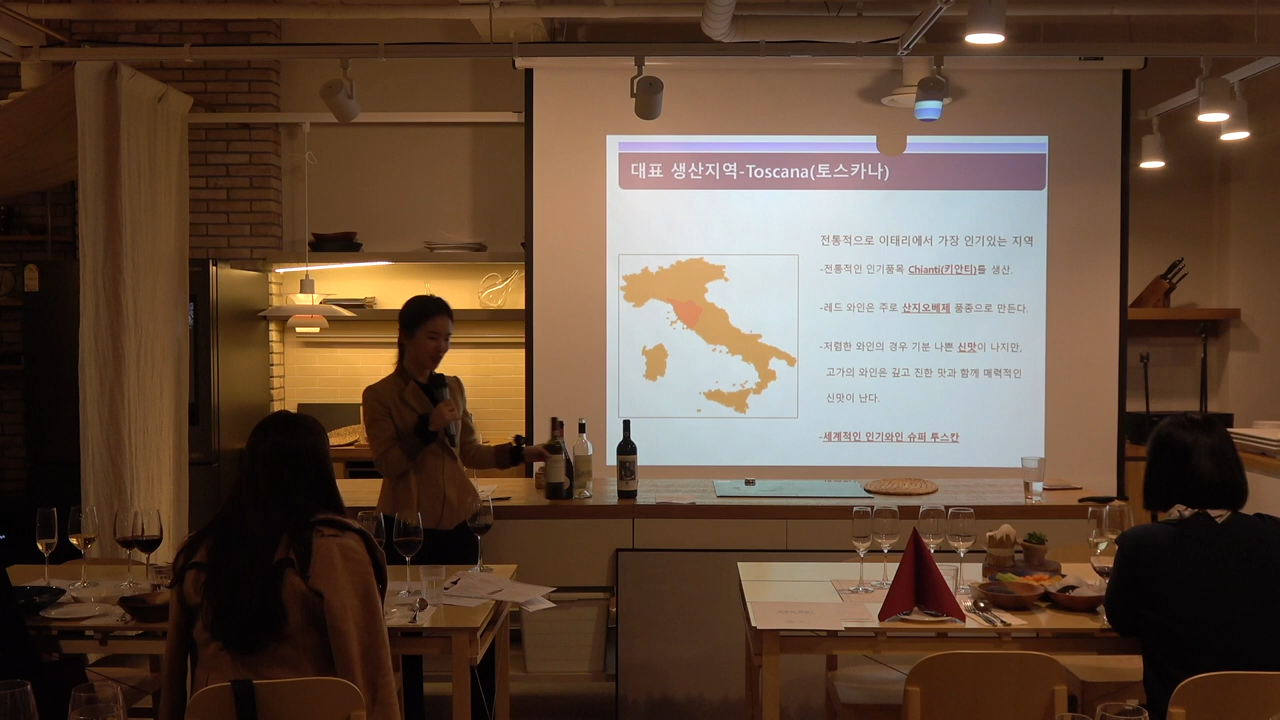 대표 생산지역-Toscana(토스카나)
전통적으로 이태리에서 가장 인기있는 지역
-전통적인 인기품목 Chianti(키안티)를 생산.
-레드 와인은 주로 산지오베제 품종으로 만든다.
-저렴한 와인의 경우 기분 나쁜 신맛이 나지만,
고가의 와인은 깊고 진한 맛과 함께 매력적인
신맛이 난다.
-세계적인 인기와인 슈퍼 투스칸